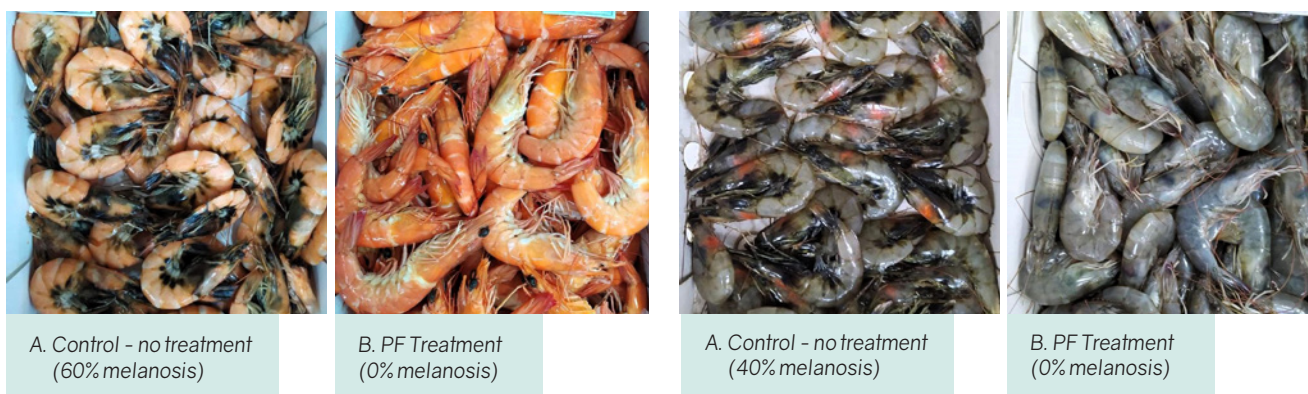 A. Control - no treatment
(60% melanosis)
B. PF Treatment
(0% melanosis)
A. Control - no treatment
(40% melanosis)
B. PF Treatment
(0% melanosis)